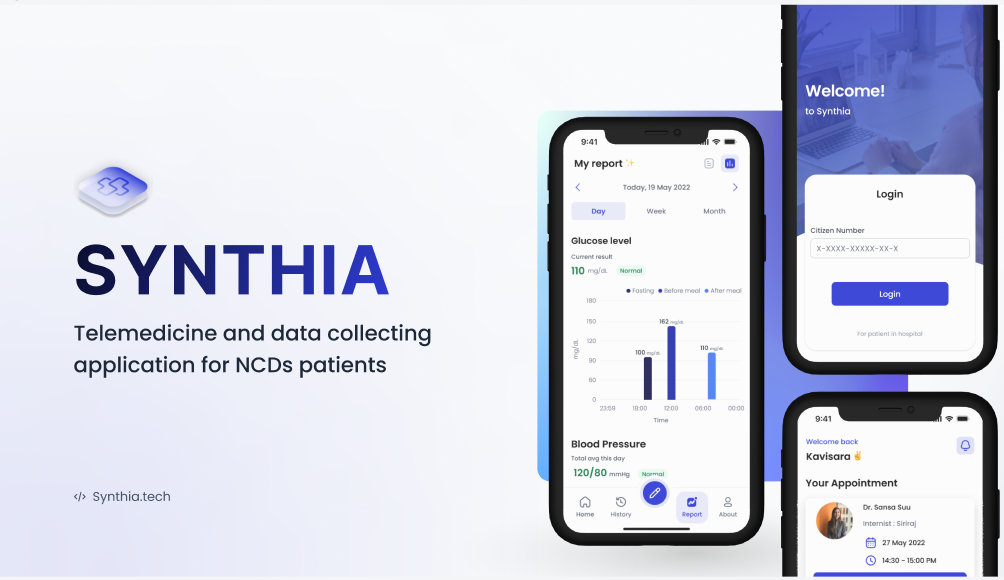 SYNTHIA
Telemedicine and data collecting
application for NCDs patients
</> Synthia.tech
9:41
My report ✨
Today, 19 May 2022
Day Week Month
Glucose level
Current result
110 mg/dL Normal
Fasting Before meal After meal
180
150
120
90
60
0
mg/dL
100 mg/dL
162 mg/dL
110 mg/dL
23:59 18:00 12:00 06:00 00:00
Time
Blood Pressure
Total avg this day
120/80 mmHg Normal
Home History Report About
Welcome!
to Synthia
Login
Citizen Number
X-XXXX-XXXXX-XX-X
Login
For patient in hospital
9:41
Welcome back
Kavisara ✌
Your Appointment
Dr. Sansa Suu
Internist : Siriraj
27 May 2022
14:30 - 15:00 PM